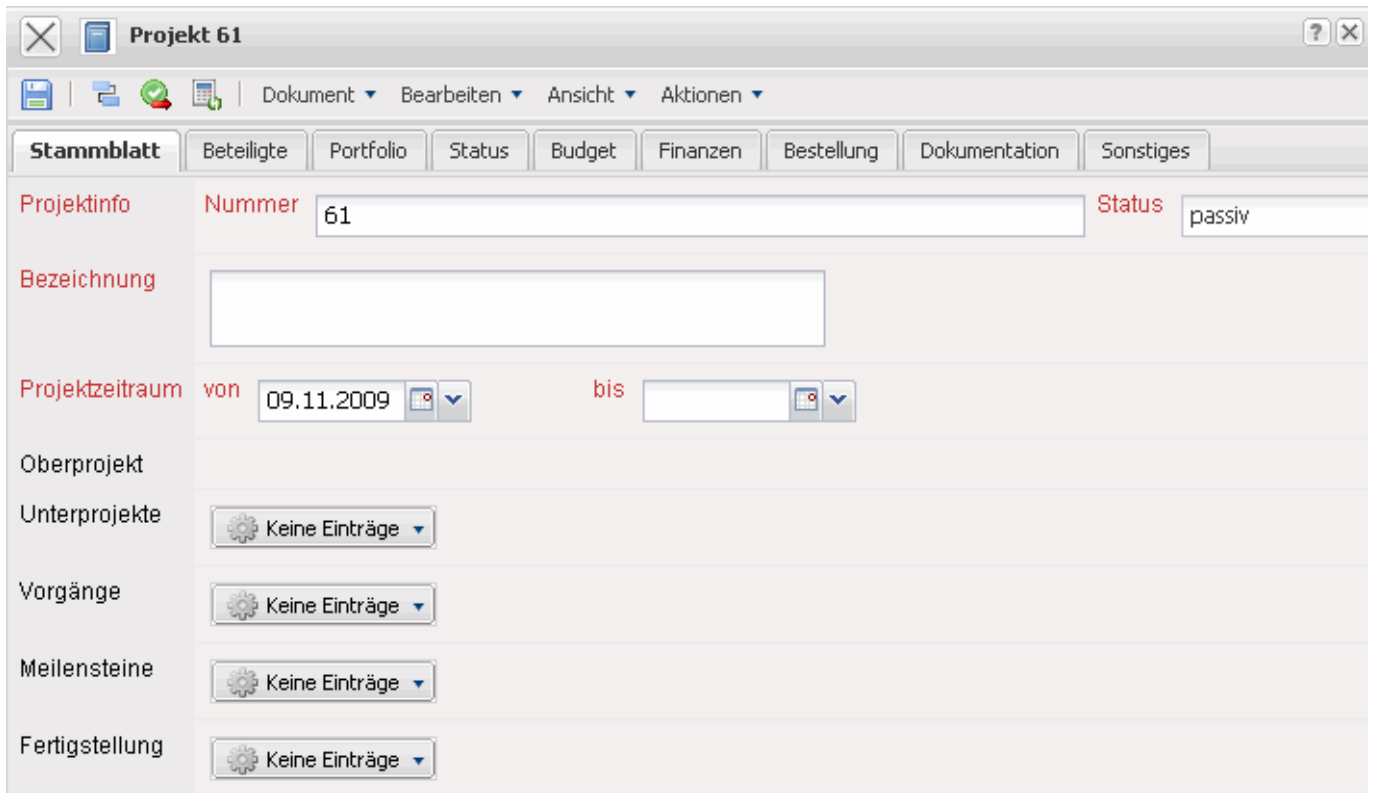 Projekt 61
?
Dokument Bearbeiten Ansicht Aktionen
Stammblatt Beteiligte Portfolio Status Budget Finanzen Bestellung Dokumentation Sonstiges
Projektinfo Nummer 61 Status passiv
Bezeichnung
Projektzeitraum von 09.11.2009 bis
Oberprojekt
Unterprojekte Keine Einträge
Vorgänge Keine Einträge
Meilensteine Keine Einträge
Fertigstellung Keine Einträge